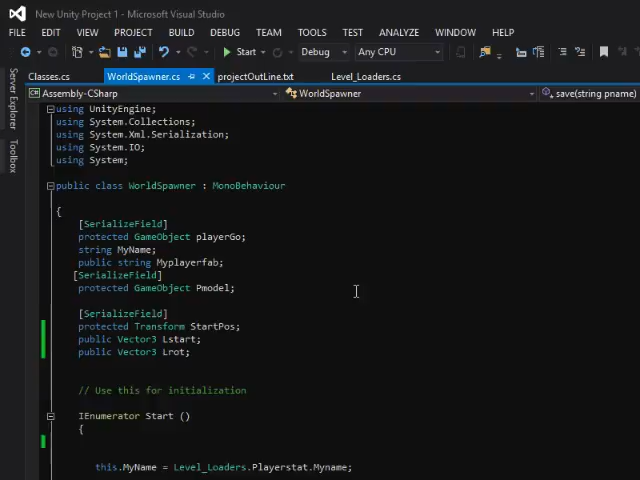 New Unity Project 1 - Microsoft Visual Studio
FILE EDIT VIEW PROJECT BUILD DEBUG TEAM TOOLS TEST ANALYZE WINDOW HELP
Start Debug Any CPU
Classes.cs WorldSpawner.cs projectOutLine.txt Level_Loaders.cs
Assembly-CSharp WorldSpawner save(string pname)
Server Explorer
Toolbox
using UnityEngine;
using System.Collections;
using System.Xml.Serialization;
using System.IO;
using System;
public class WorldSpawner : MonoBehaviour
{
[SerializeField]
protected GameObject playerGo;
string MyName;
public string Myplayerfab;
[SerializeField]
protected GameObject Pmodel;
[SerializeField]
protected Transform StartPos;
public Vector3 Lstart;
public Vector3 Lrot;
// Use this for initialization
IEnumerator Start ()
{
this.MyName = Level_Loaders.Playerstat.Myname;